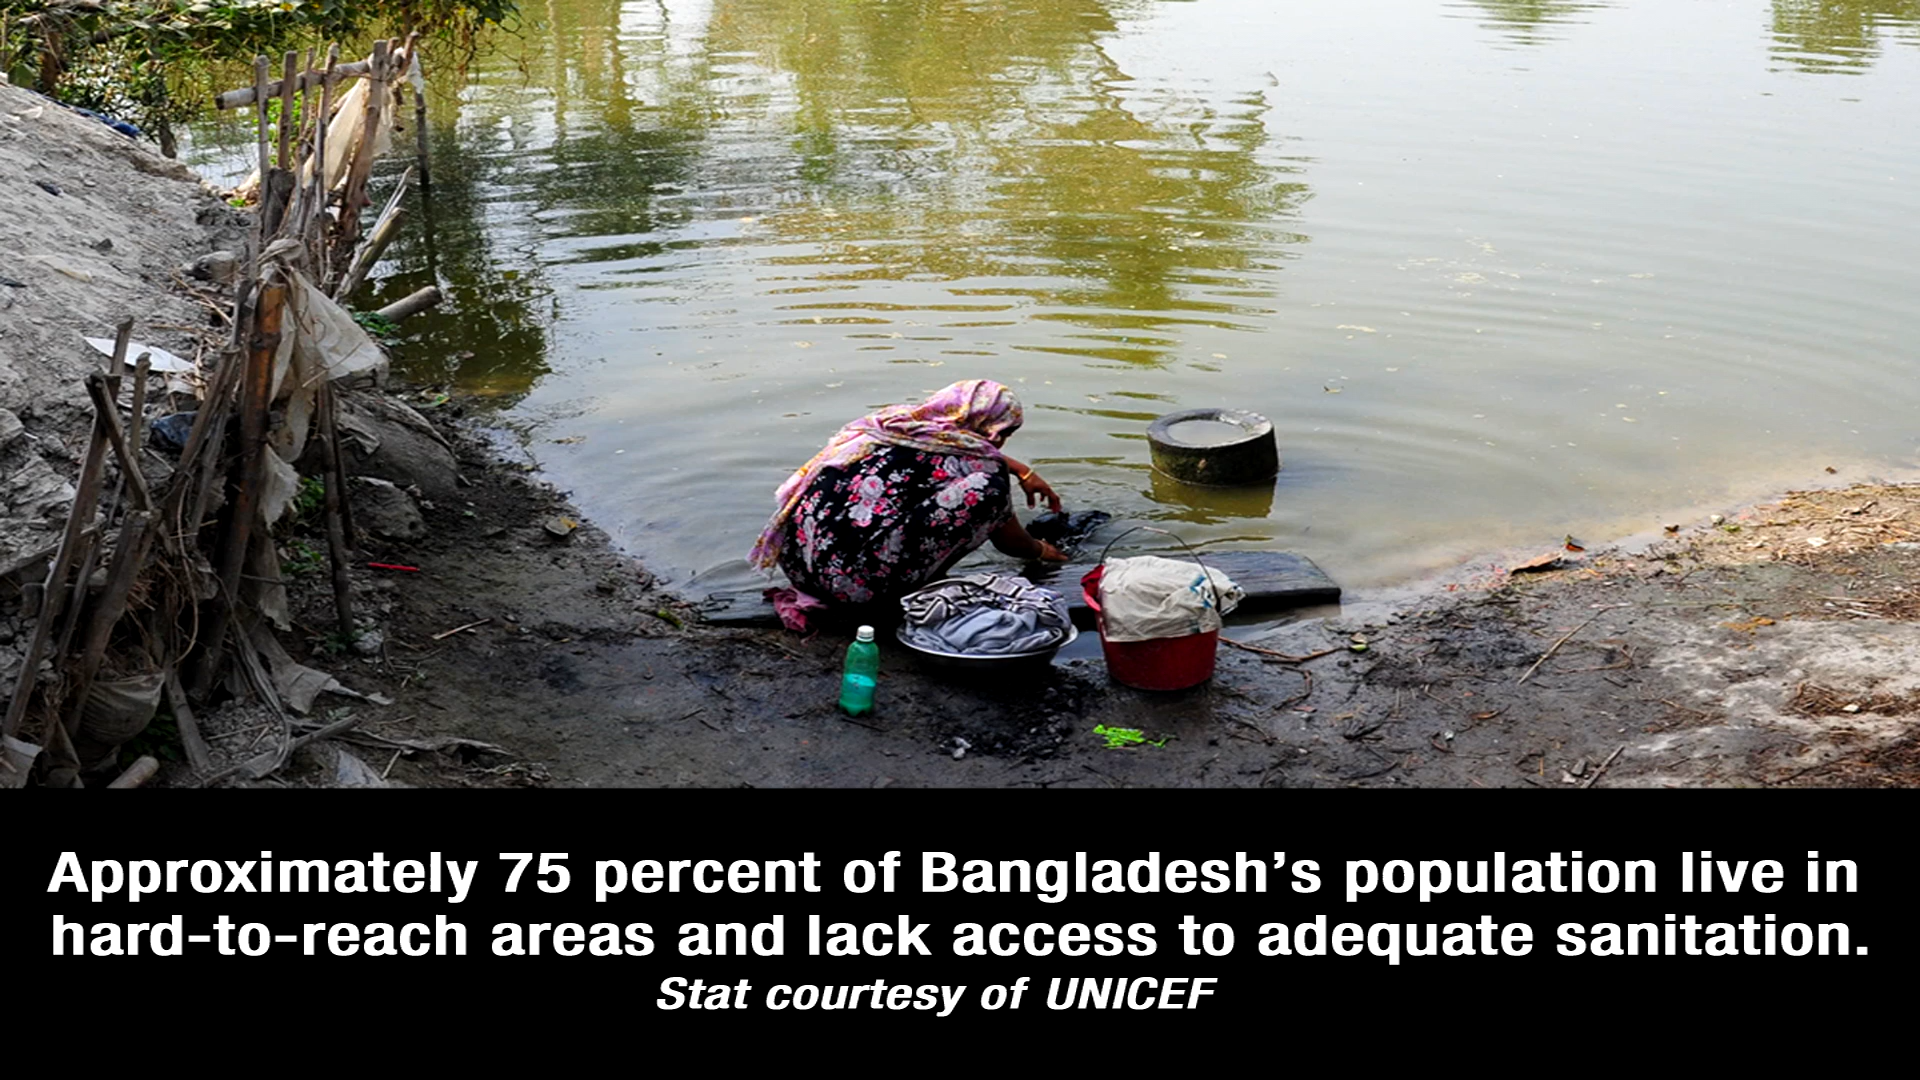 Approximately 75 percent of Bangladesh’s population live in
hard-to-reach areas and lack access to adequate sanitation.
Stat courtesy of UNICEF